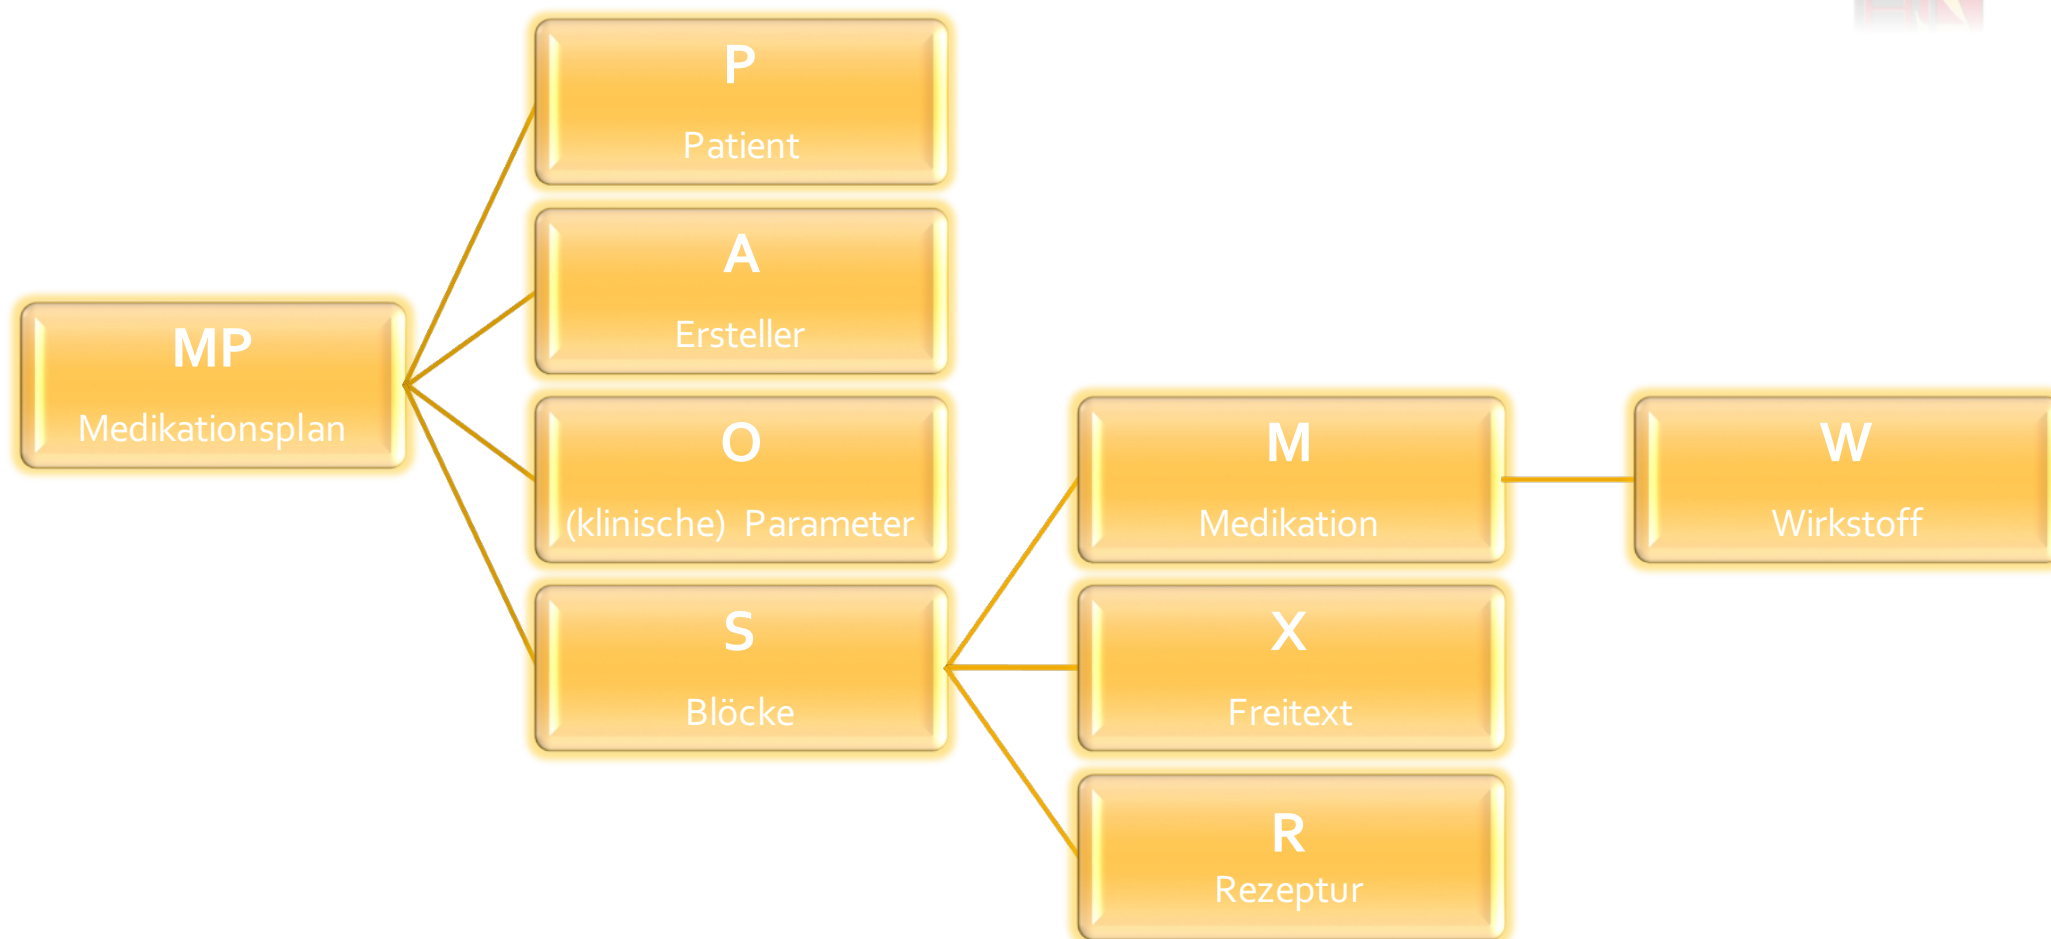 MP
Medikationsplan
P
Patient
A
Ersteller
O
(klinische) Parameter
S
Blöcke
M
Medikation
X
Freitext
R
Rezeptur
W
Wirkstoff